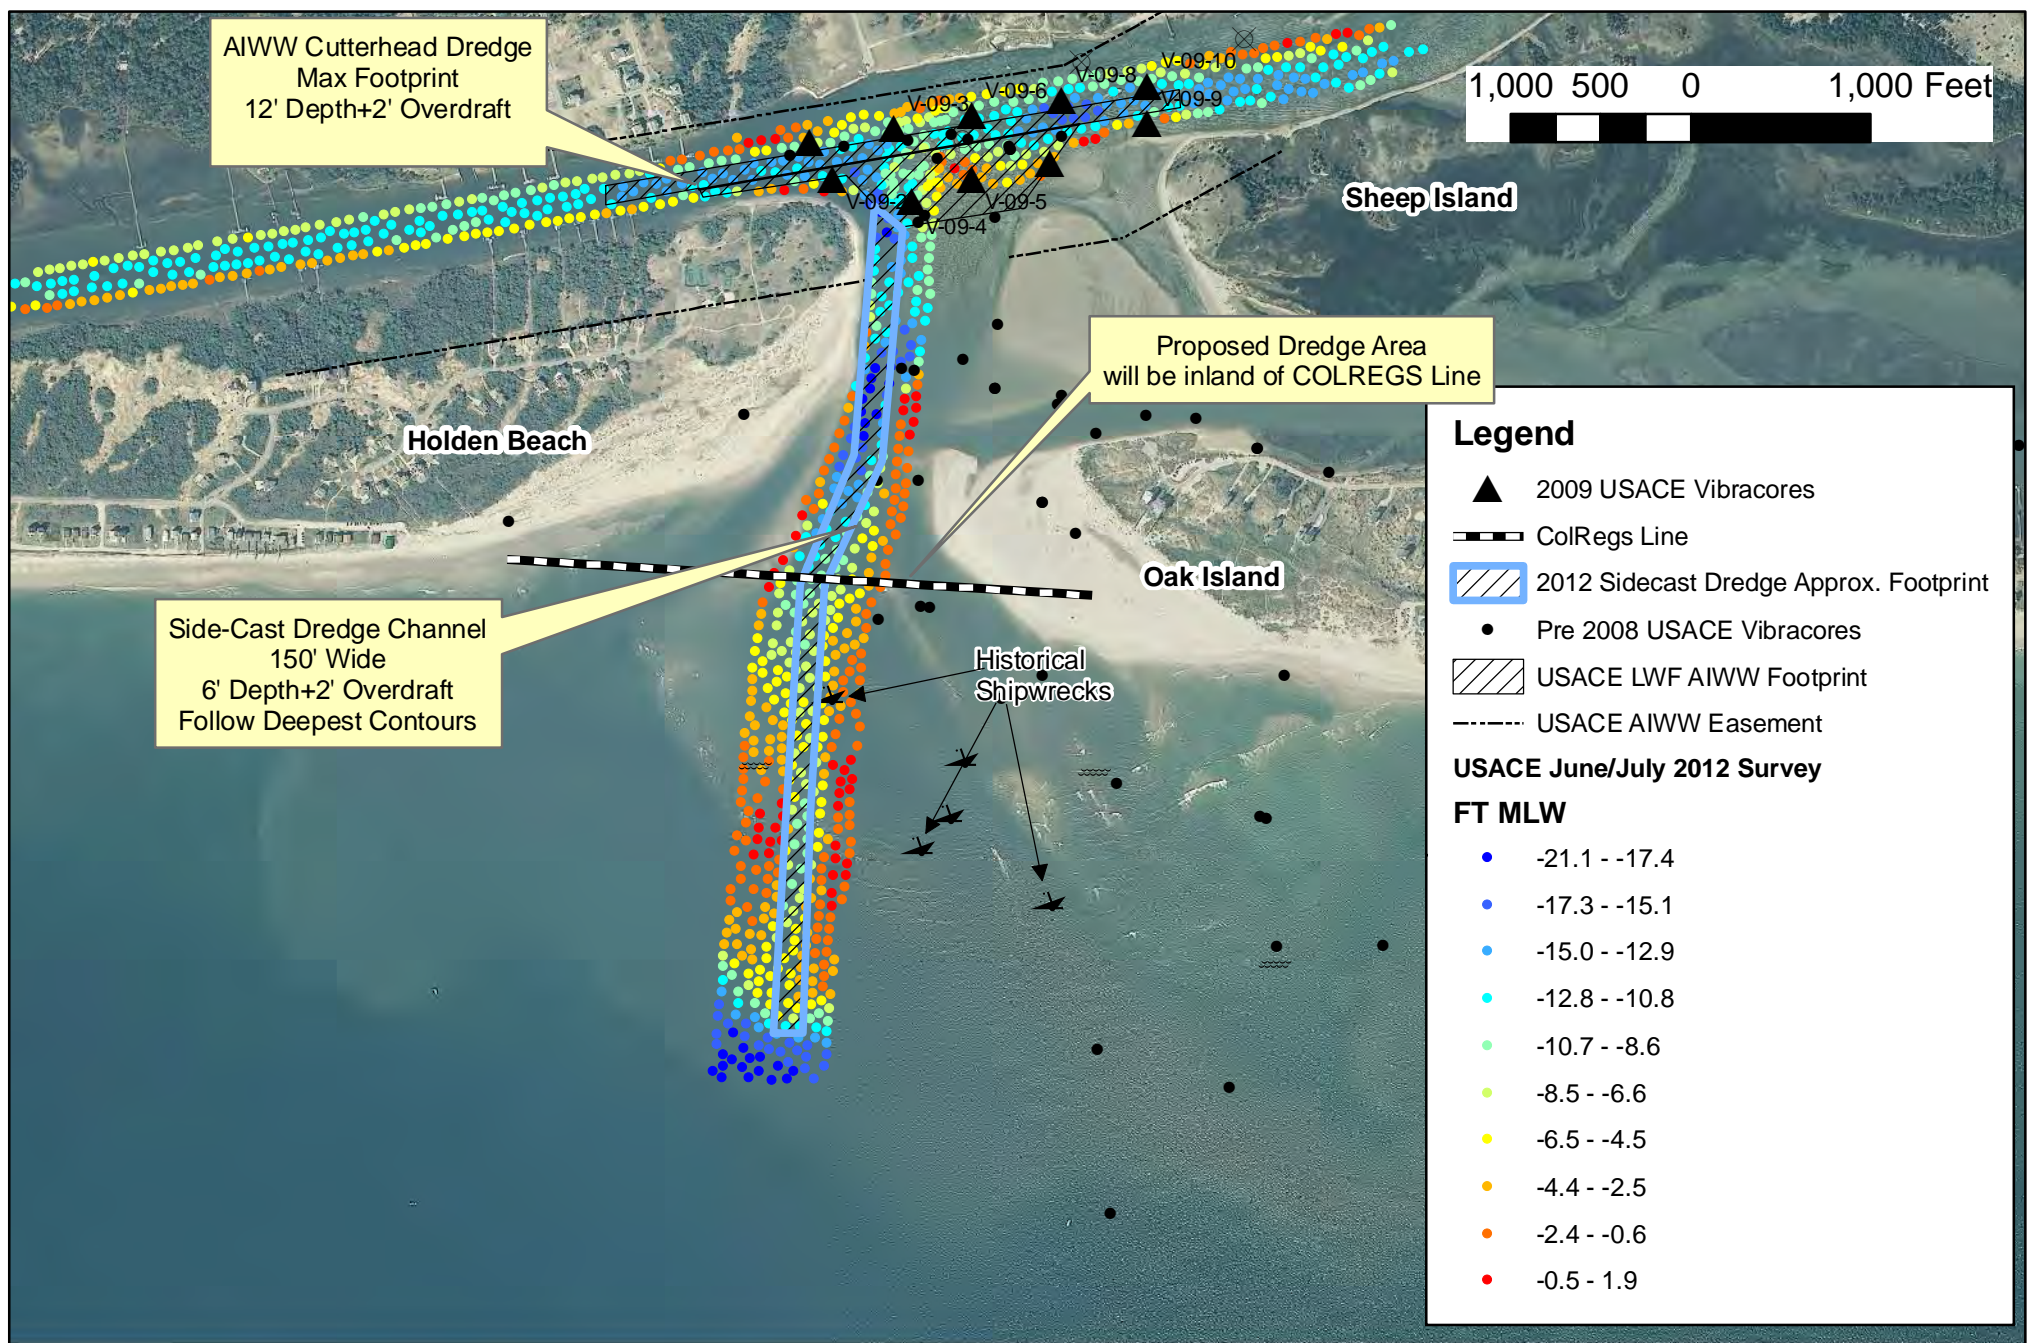 AIWW Cutterhead Dredge
Max Footprint
12' Depth+2' Overdraft
V-09-10
V-09-8
V-09-6
V-09-9
V-09-3
V-09-2
V-09-5
V-09-4
1,000 500 0 1,000 Feet
Sheep Island
Proposed Dredge Area
will be inland of COLREGS Line
Holden Beach
Oak Island
Side-Cast Dredge Channel
150' Wide
6' Depth+2' Overdraft
Follow Deepest Contours
Historical
Shipwrecks
Legend
2009 USACE Vibracores
ColRegs Line
2012 Sidecast Dredge Approx. Footprint
Pre 2008 USACE Vibracores
USACE LWF AIWW Footprint
USACE AIWW Easement
USACE June/July 2012 Survey
FT MLW
-21.1 - -17.4
-17.3 - -15.1
-15.0 - -12.9
-12.8 - -10.8
-10.7 - -8.6
-8.5 - -6.6
-6.5 - -4.5
-4.4 - -2.5
-2.4 - -0.6
-0.5 - 1.9